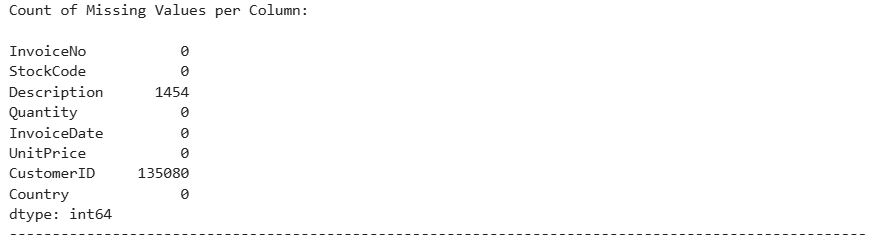 Count of Missing Values per Column:
InvoiceNo 0
StockCode 0
Description 1454
Quantity 0
InvoiceDate 0
UnitPrice 0
CustomerID 135080
Country 0
dtype: int64
----------------------------------------------------------------------------------------------------